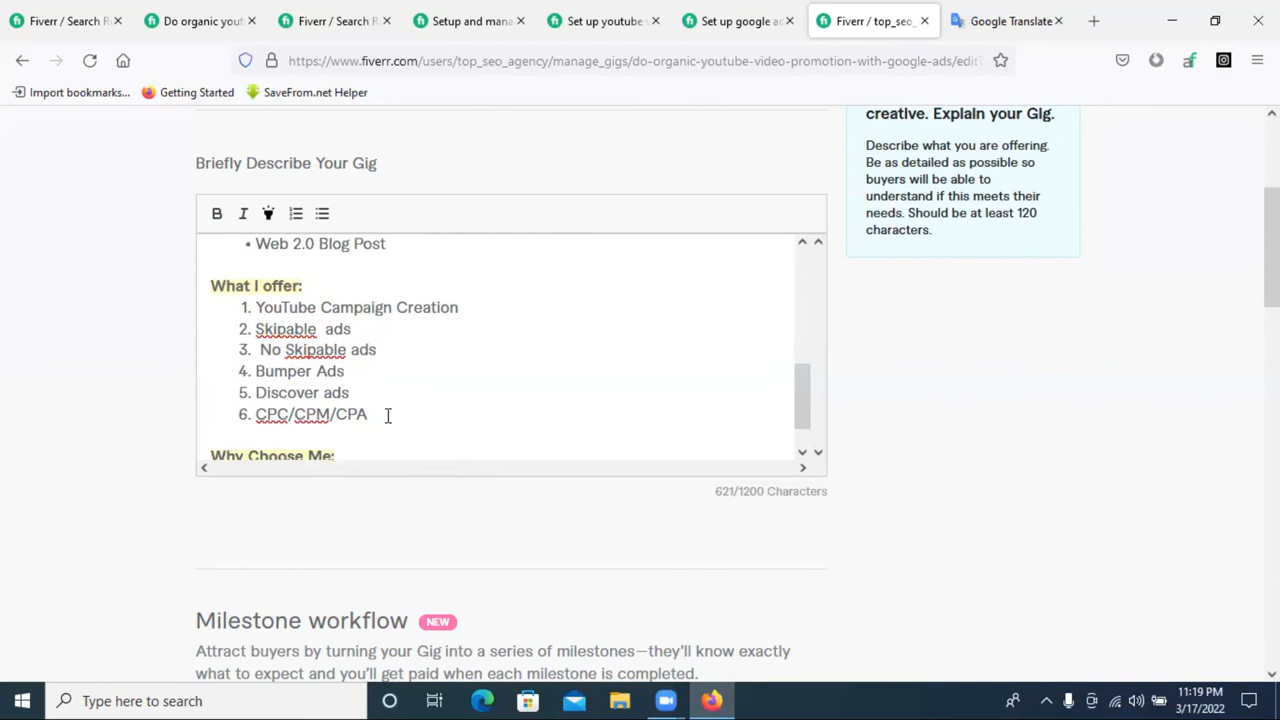 Fiverr / Search R
Do organic yout
Fiverr / Search R
Setup and mana
Set up youtube v
Set up google ac
Fiverr / top_seo_
Google Translate
https://www.fiverr.com/users/top_seo_agency/manage_gigs/do-organic-youtube-video-promotion-with-google-ads/edit
Import bookmarks...
Getting Started
SaveFrom.net Helper
creative. Explain your Gig.
Describe what you are offering.
Be as detailed as possible so
buyers will be able to
understand if this meets their
needs. Should be at least 120
characters.
Briefly Describe Your Gig
B I
• Web 2.0 Blog Post
What I offer:
1. YouTube Campaign Creation
2. Skipable ads
3. No Skipable ads
4. Bumper Ads
5. Discover ads
6. CPC/CPM/CPA
Why Choose Me:
621/1200 Characters
Milestone workflow NEW
Attract buyers by turning your Gig into a series of milestones—they'll know exactly
what to expect and you'll get paid when each milestone is completed.
Type here to search
11:19 PM
3/17/2022